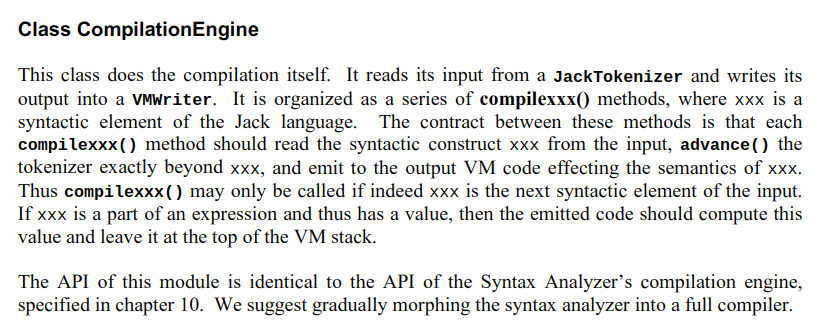 Class CompilationEngine
This class does the compilation itself. It reads its input from a JackTokenizer and writes its
output into a VMWriter. It is organized as a series of compilexxx() methods, where xxx is a
syntactic element of the Jack language. The contract between these methods is that each
compilexxx() method should read the syntactic construct xxx from the input, advance() the
tokenizer exactly beyond xxx, and emit to the output VM code effecting the semantics of xxx.
Thus compilexxx() may only be called if indeed xxx is the next syntactic element of the input.
If xxx is a part of an expression and thus has a value, then the emitted code should compute this
value and leave it at the top of the VM stack.
The API of this module is identical to the API of the Syntax Analyzer’s compilation engine,
specified in chapter 10. We suggest gradually morphing the syntax analyzer into a full compiler.